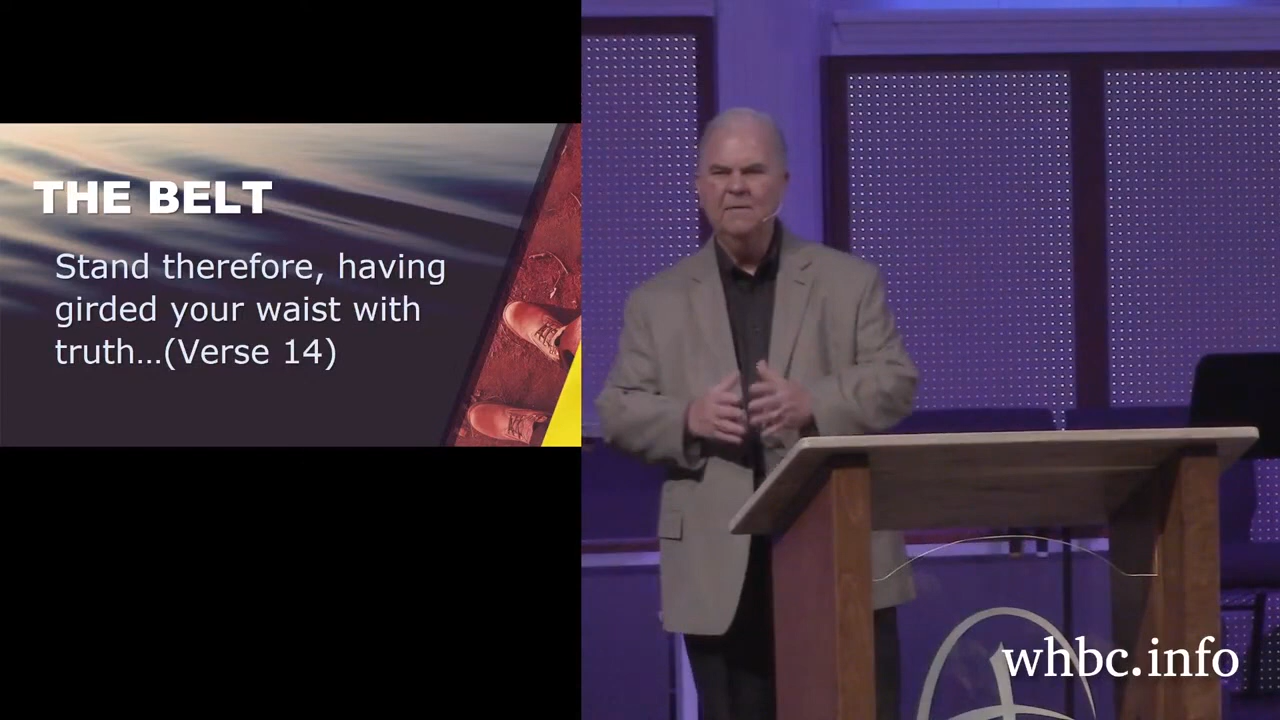 THE BELT
Stand therefore, having
girded your waist with
truth…(Verse 14)
whbc.info